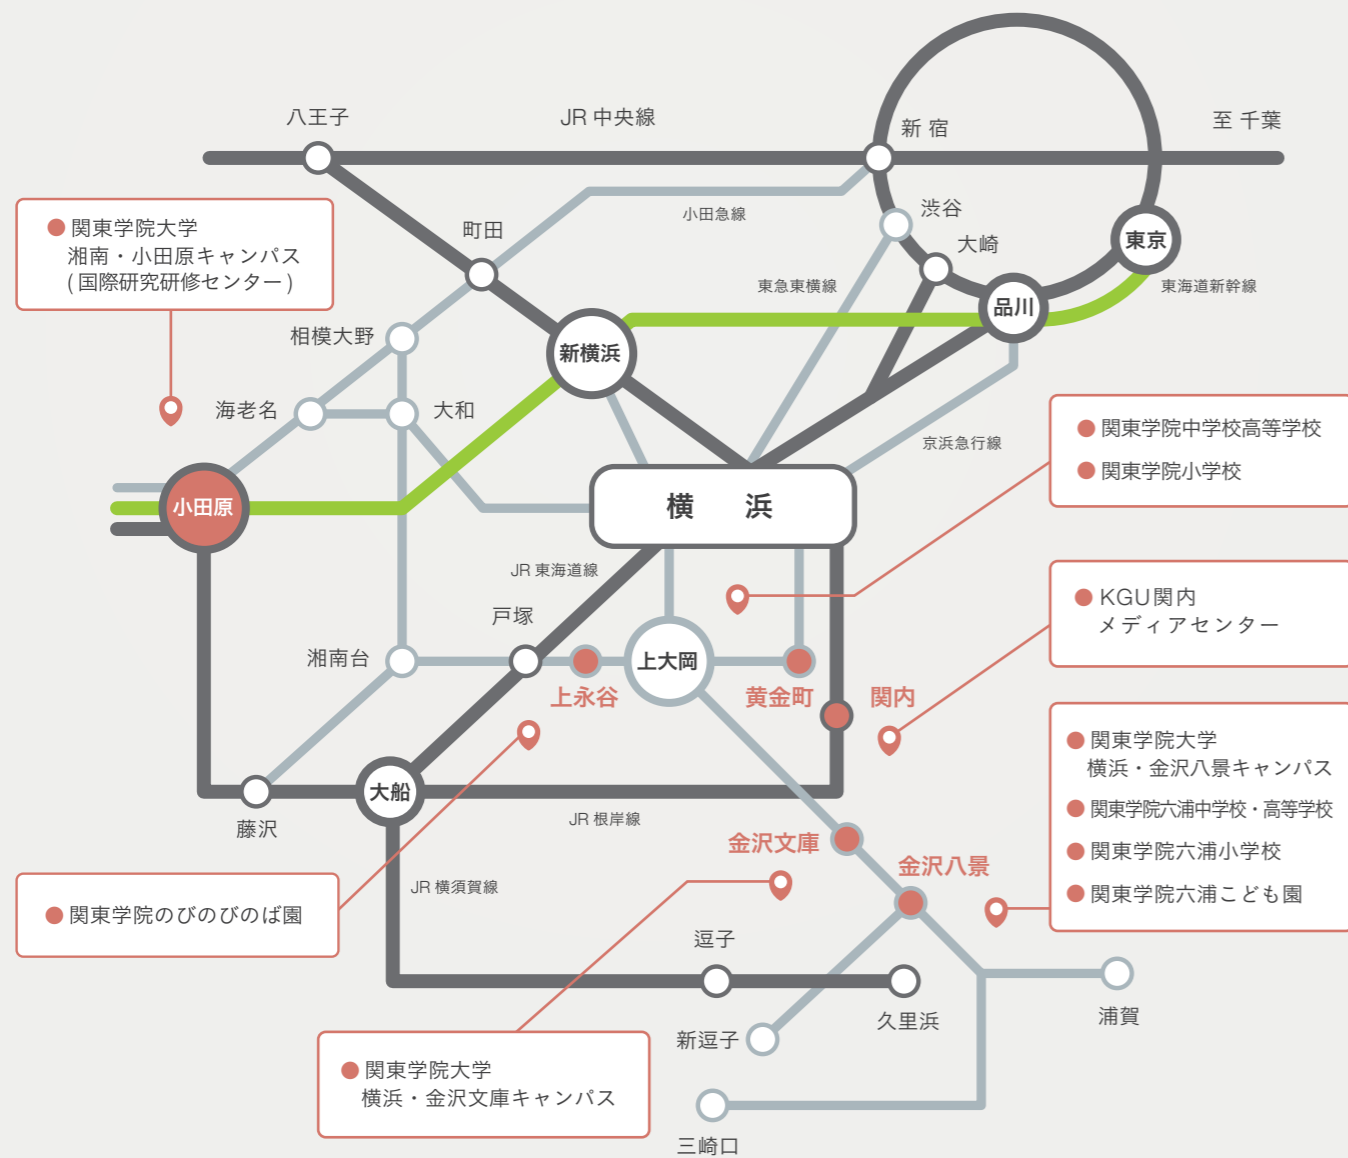 八王子
JR 中央線
新 宿
至 千葉
関東学院大学
湘南・小田原キャンパス
(国際研究研修センター)
町田
小田急線
渋谷
大崎
東京
東急東横線
品川
東海道新幹線
相模大野
新横浜
海老名
大和
京浜急行線
関東学院中学校高等学校
関東学院小学校
小田原
横 浜
JR 東海道線
戸塚
KGU関内
メディアセンター
湘南台
上大岡
上永谷
黄金町
関内
関東学院大学
横浜・金沢八景キャンパス
関東学院六浦中学校・高等学校
関東学院六浦小学校
関東学院六浦こども園
大船
藤沢
JR 根岸線
金沢文庫
金沢八景
JR 横須賀線
関東学院のびのびのば園
逗子
久里浜
浦賀
新逗子
関東学院大学
横浜・金沢文庫キャンパス
三崎口